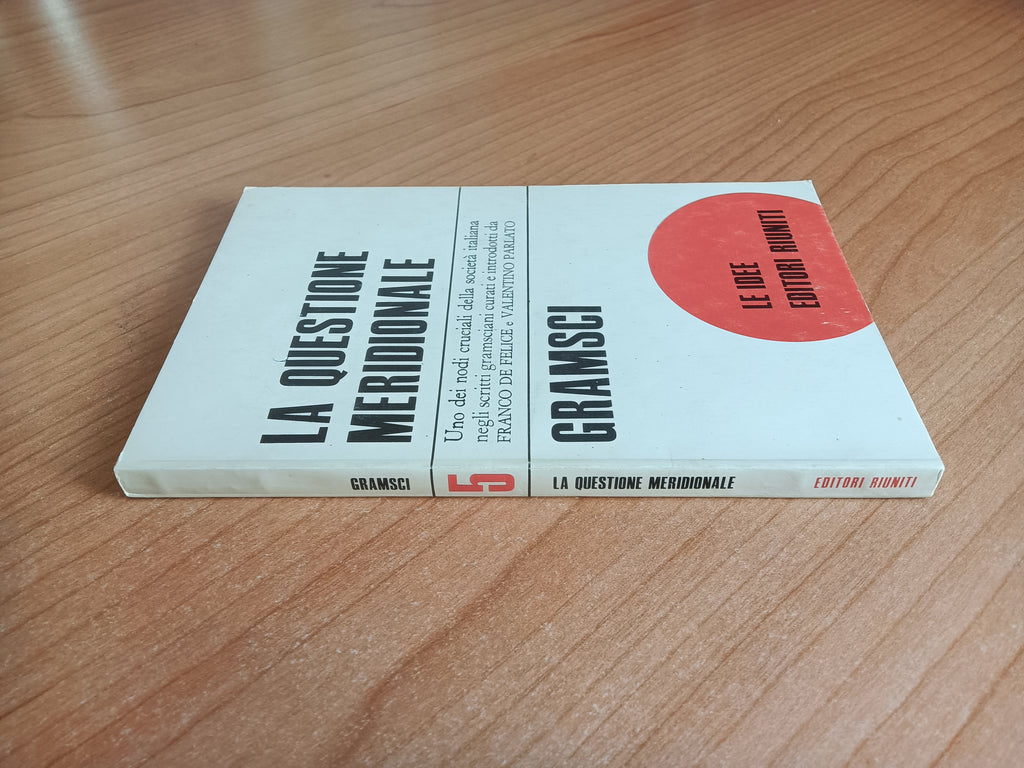 LA QUESTIONE
MERIDIONALE
Uno dei nodi cruciali della società italiana
negli scritti gramsciani curati e introdotti da
FRANCO DE FELICE e VALENTINO PARLATO
GRAMSCI
LE IDEE
EDITORI RIUNITI
GRAMSCI
5
LA QUESTIONE MERIDIONALE
EDITORI RIUNITI